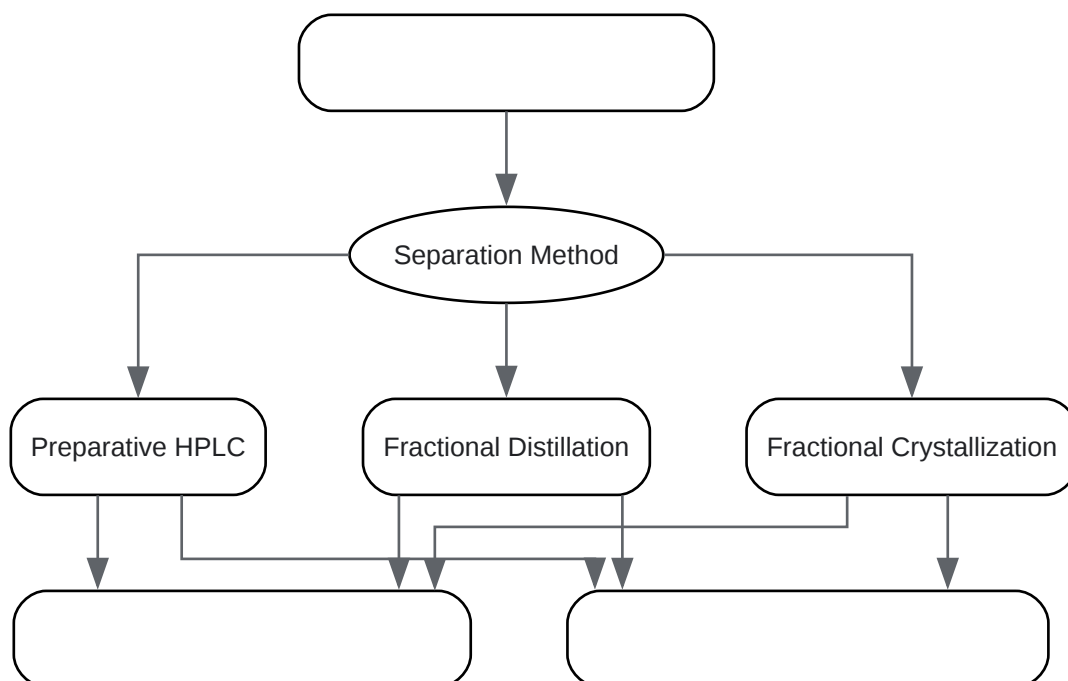 Separation Method
Preparative HPLC
Fractional Distillation
Fractional Crystallization